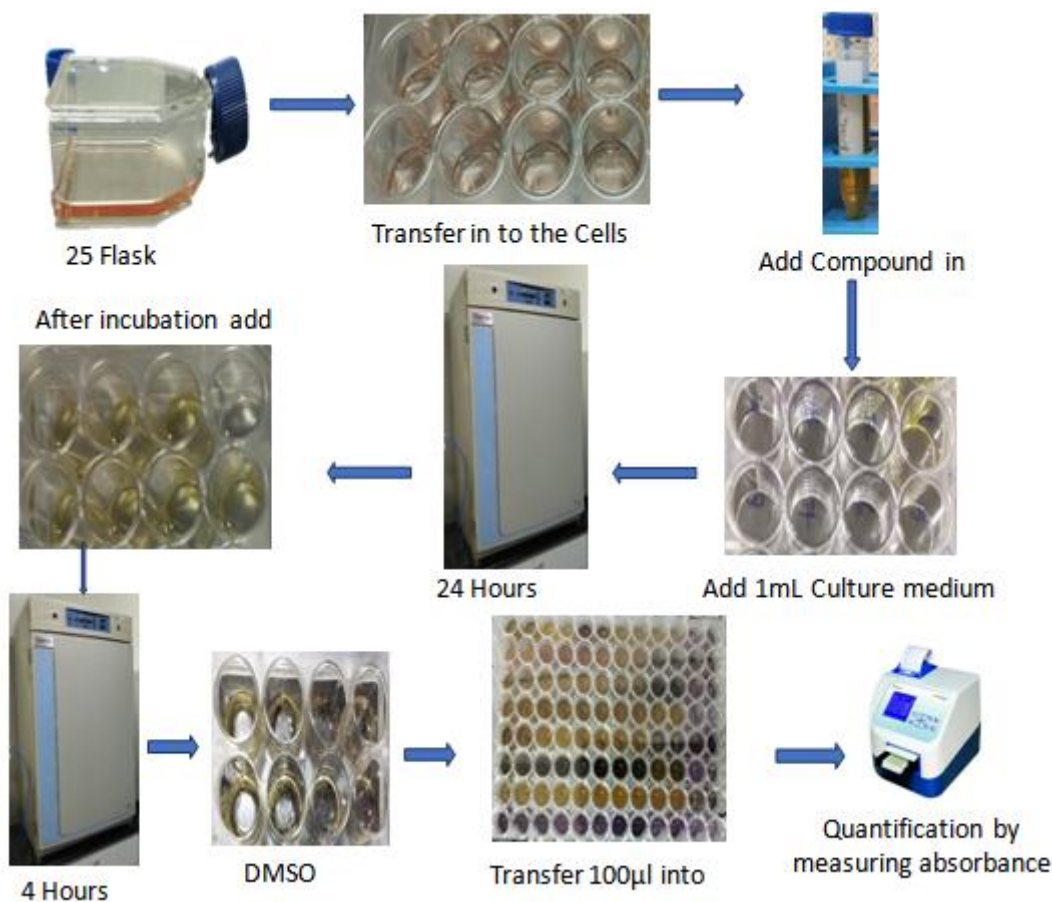 25 Flask
Transfer in to the Cells
Add Compound in
After incubation add
24 Hours
Add 1mL Culture medium
4 Hours
DMSO
Transfer 100µl into
Quantification by
measuring absorbance